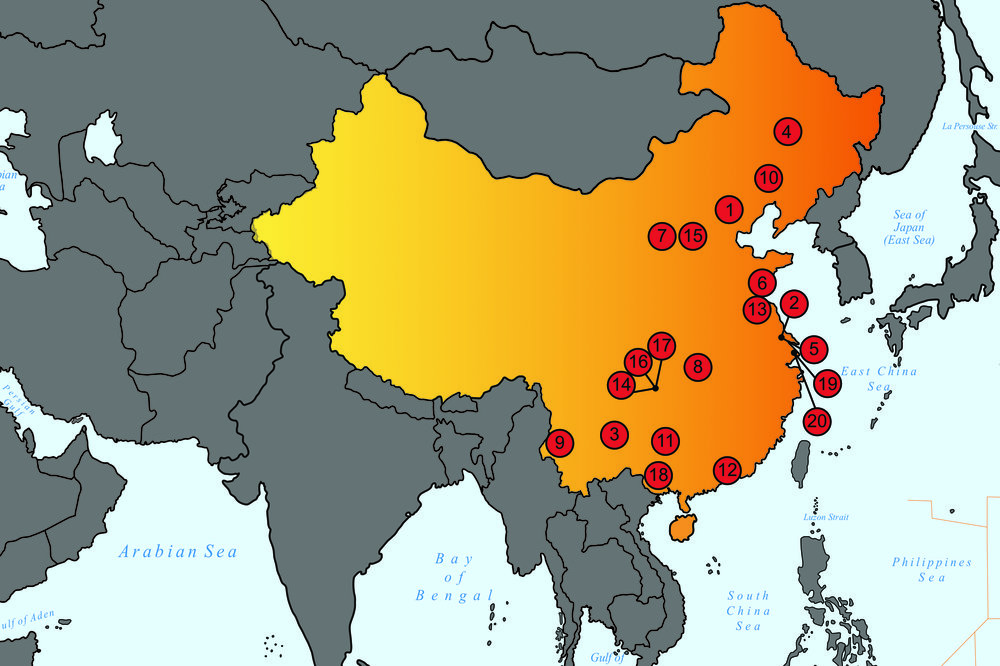 4
La Perouse Str.
10
1
7
15
Sea of
Japan
(East Sea)
6
2
13
17
5
16
8
East China
Sea
14
19
Persian
Gulf
20
3
11
9
12
18
Luzon Strait
Arabian Sea
Bay
of
Bengal
Philippines
Sea
South
China
Sea
ulf of Aden
Gulf of